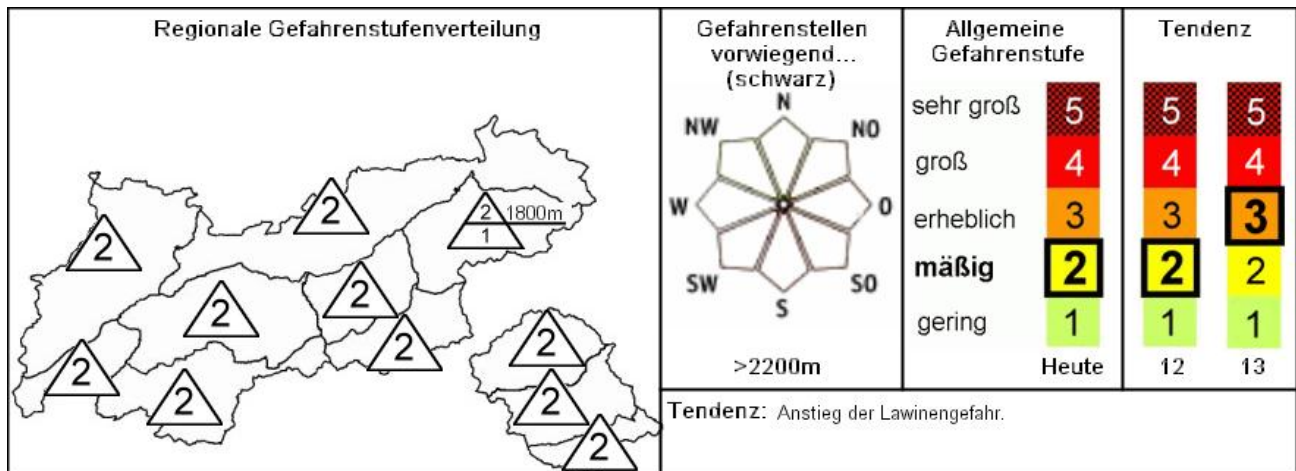 Regionale Gefahrenstufenverteilung
2
2
2
1
1800m
2
2
2
2
2
2
2
2
Gefahrenstellen
vorwiegend...
(schwarz)
N
NW
NO
W
O
SW
SO
S
>2200m
Allgemeine
Gefahrenstufe
sehr groß 5
groß 4
erheblich 3
mäßig 2
gering 1
Heute
Tendenz
5 5
4 4
3 3
2 2
1 1
12 13
Tendenz: Anstieg der Lawinengefahr.